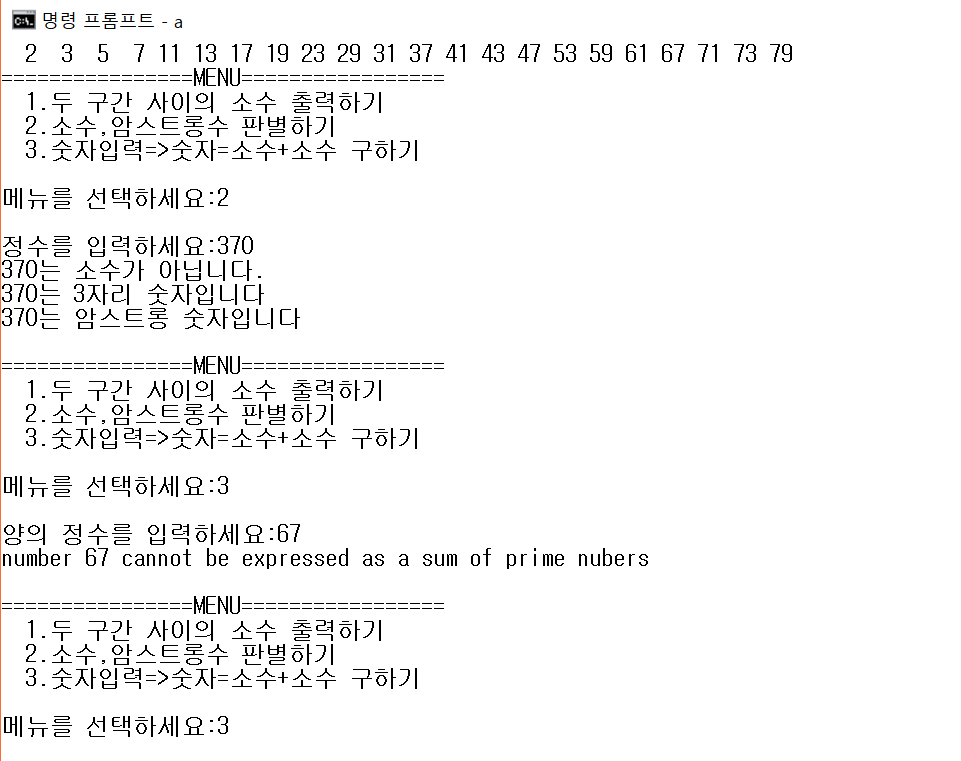 명령 프롬프트 - a
2 3 5 7 11 13 17 19 23 29 31 37 41 43 47 53 59 61 67 71 73 79
================MENU=================
1.두 구간 사이의 소수 출력하기
2.소수,암스트롱수 판별하기
3.숫자입력=>숫자=소수+소수 구하기
메뉴를 선택하세요:2
정수를 입력하세요:370
370는 소수가 아닙니다.
370는 3자리 숫자입니다
370는 암스트롱 숫자입니다
================MENU=================
1.두 구간 사이의 소수 출력하기
2.소수,암스트롱수 판별하기
3.숫자입력=>숫자=소수+소수 구하기
메뉴를 선택하세요:3
양의 정수를 입력하세요:67
number 67 cannot be expressed as a sum of prime nubers
================MENU=================
1.두 구간 사이의 소수 출력하기
2.소수,암스트롱수 판별하기
3.숫자입력=>숫자=소수+소수 구하기
메뉴를 선택하세요:3